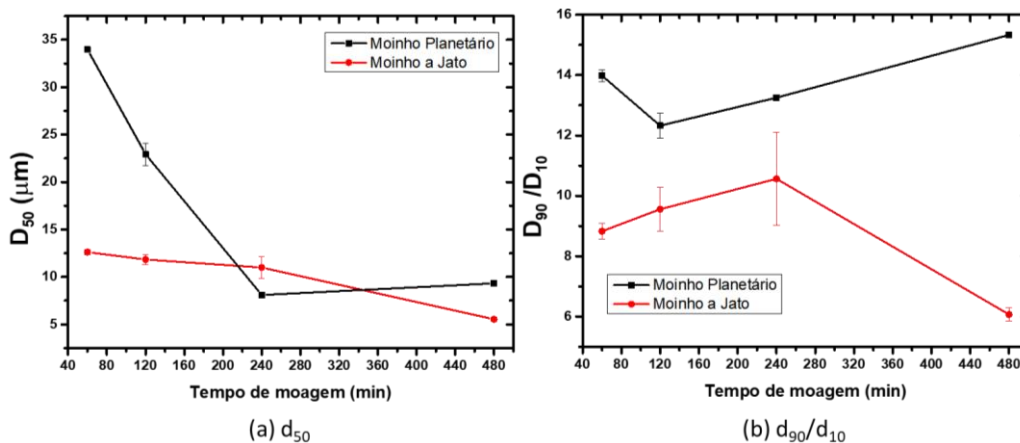 35
30
25
20
15
10
5
D50 (μm)
Moinho Planetário
Moinho a Jato
40 80 120 160 200 240 280 320 360 400 440 480
Tempo de moagem (min)
(a) d50
16
14
12
10
8
6
D90 /D10
Moinho Planetário
Moinho a Jato
40 80 120 160 200 240 280 320 360 400 440 480
Tempo de moagem (min)
(b) d90/d10